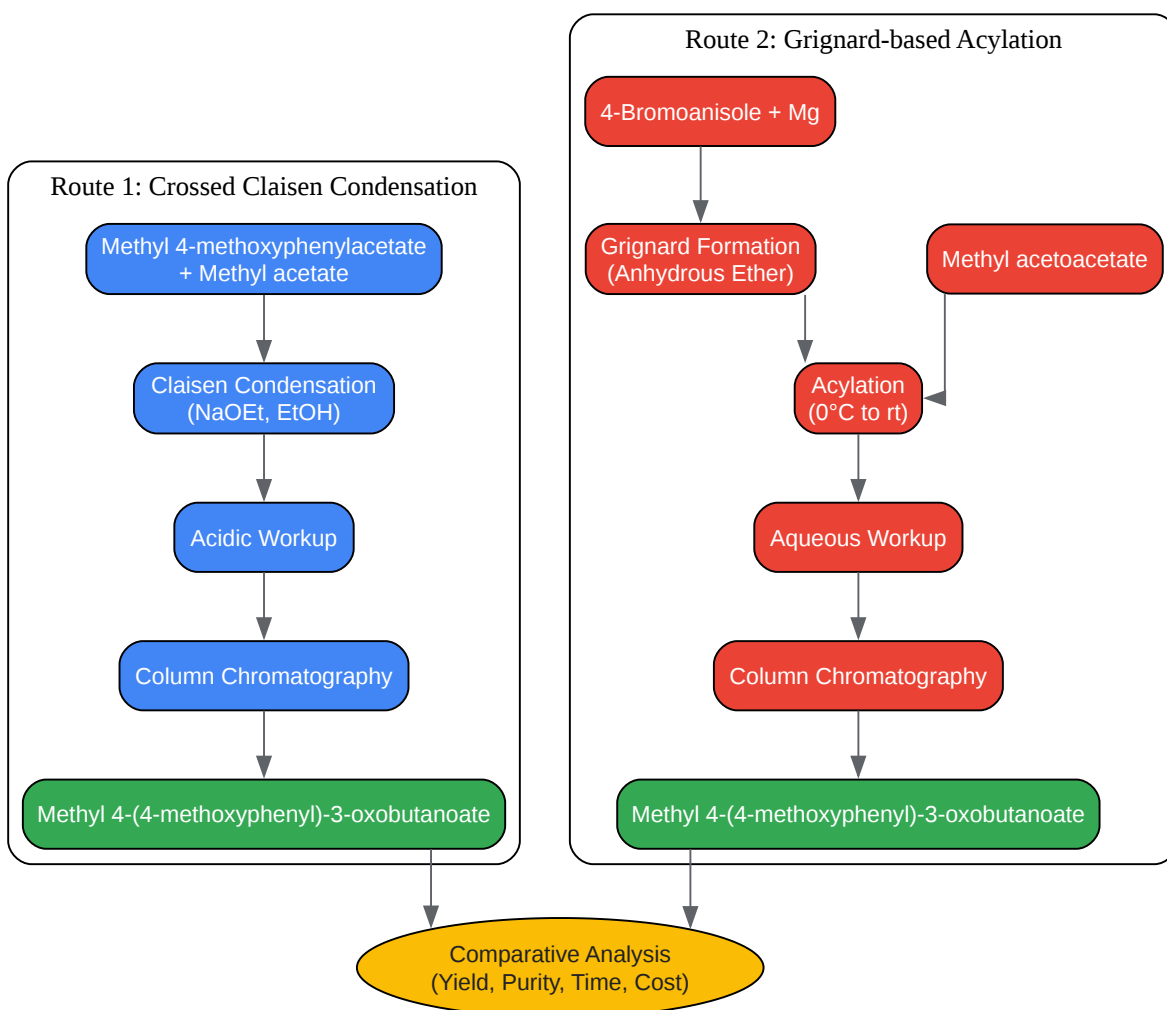 Route 1: Crossed Claisen Condensation
Methyl 4-methoxyphenylacetate
+ Methyl acetate
Claisen Condensation
(NaOEt, EtOH)
Acidic Workup
Column Chromatography
Methyl 4-(4-methoxyphenyl)-3-oxobutanoate
Route 2: Grignard-based Acylation
4-Bromoanisole + Mg
Grignard Formation
(Anhydrous Ether)
Methyl acetoacetate
Acylation
(0°C to rt)
Aqueous Workup
Column Chromatography
Methyl 4-(4-methoxyphenyl)-3-oxobutanoate
Comparative Analysis
(Yield, Purity, Time, Cost)